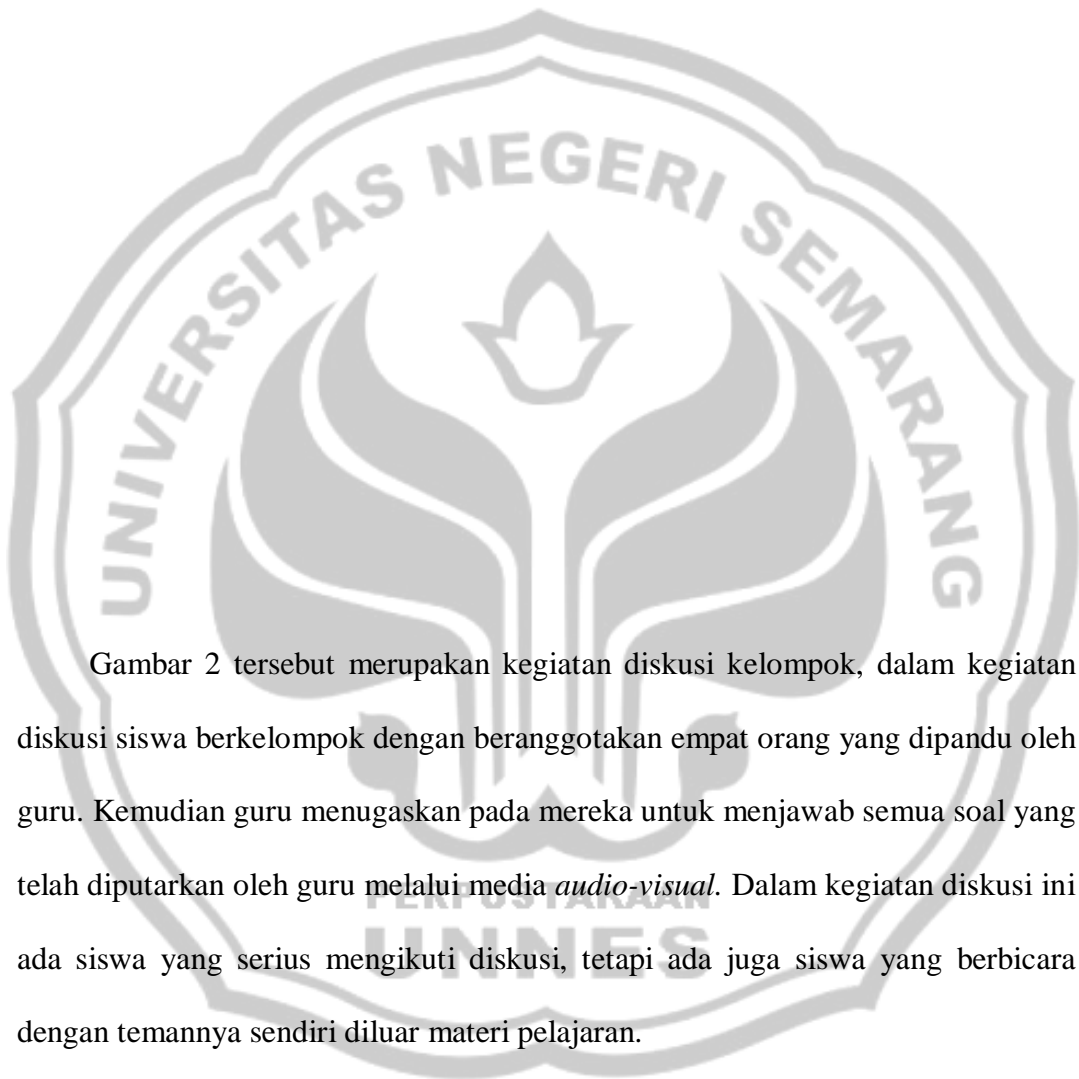 UNIVERSITAS NEGERI SEMARANG
Gambar 2 tersebut merupakan kegiatan diskusi kelompok, dalam kegiatan
diskusi siswa berkelompok dengan beranggotakan empat orang yang dipandu oleh
guru. Kemudian guru menugaskan pada mereka untuk menjawab semua soal yang
telah diputarkan oleh guru melalui media audio-visual. Dalam kegiatan diskusi ini
PERPUSTAKAAN
ada siswa yang serius mengikuti diskusi, tetapi ada juga siswa yang berbicara
UNNES
dengan temannya sendiri diluar materi pelajaran.